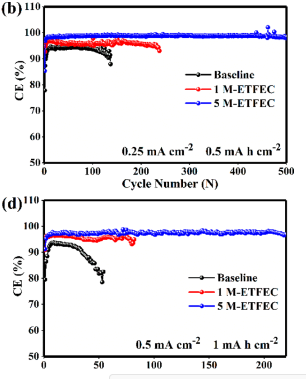 (b)
110
100
90
80
70
60
50
CE (%)
Baseline
1 M-ETFEC
5 M-ETFEC
0.25 mA cm⁻² 0.5 mA h cm⁻²
0 100 200 300 400 500
Cycle Number (N)
(d)
110
100
90
80
70
60
50
CE (%)
Baseline
1 M-ETFEC
5 M-ETFEC
0.5 mA cm⁻² 1 mA h cm⁻²
0 50 100 150 200